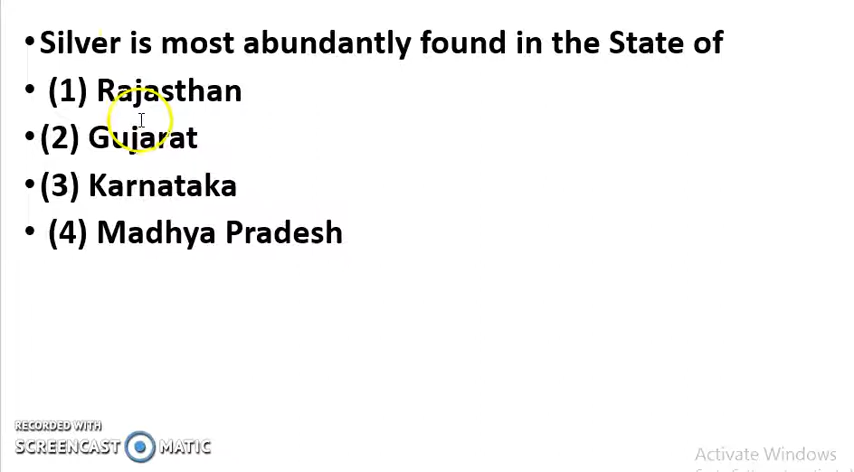 •Silver is most abundantly found in the State of
• (1) Rajasthan
•(2) Gujarat
•(3) Karnataka
• (4) Madhya Pradesh
RECORDED WITH
SCREENCAST MATIC
Activate Windows